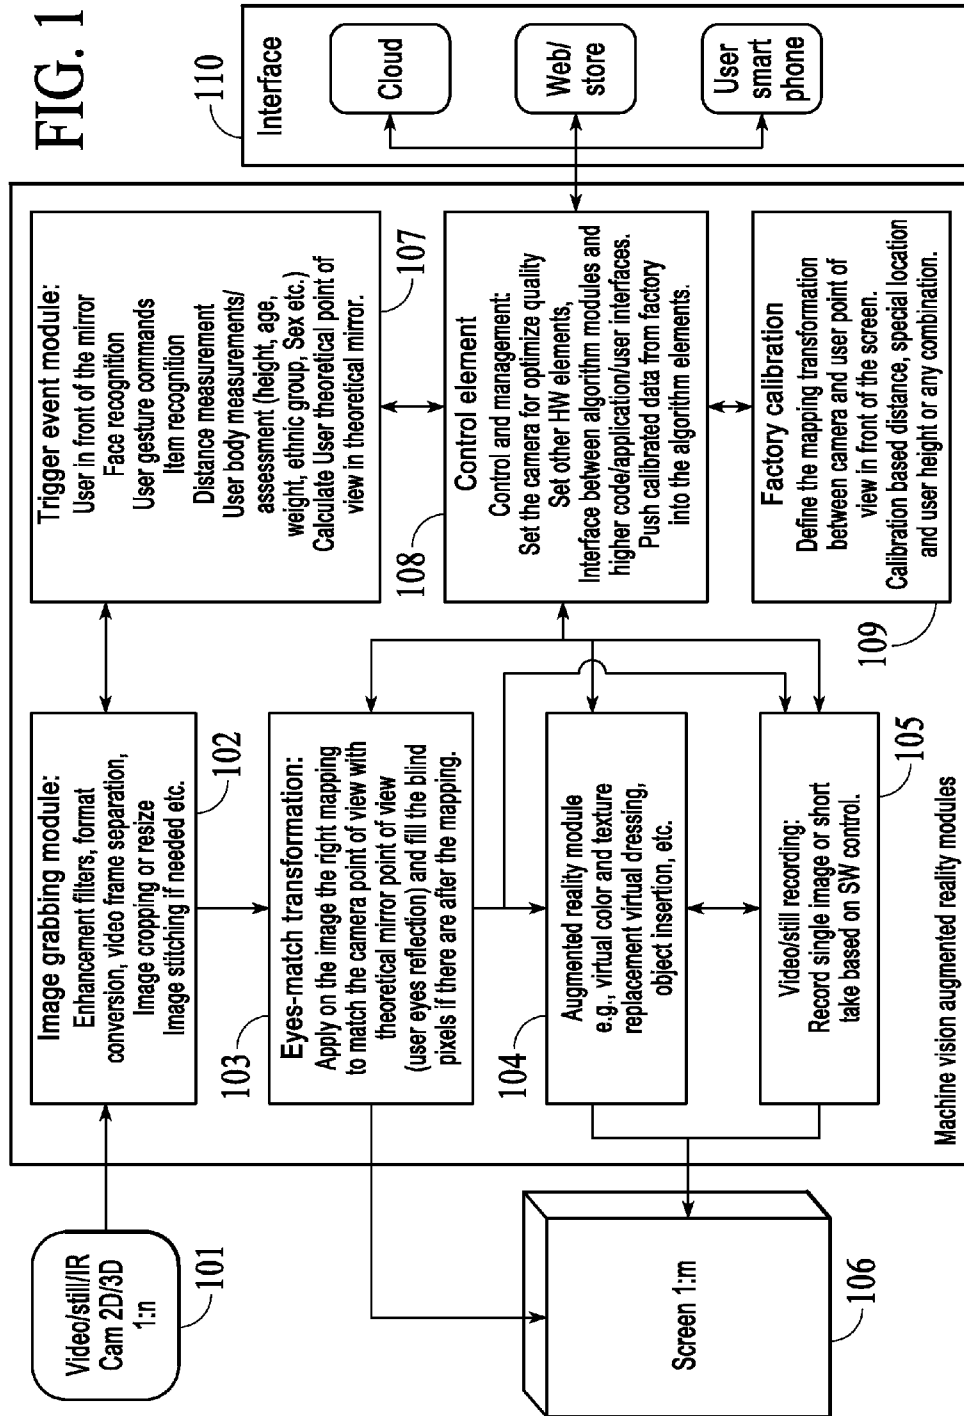 FIG. 1
Video/still/IR
Cam 2D/3D
1:n
101
Image grabbing module:
Enhancement filters, format
conversion, video frame separation,
Image cropping or resize
Image stitching if needed etc.
102
Trigger event module:
User in front of the mirror
Face recognition
User gesture commands
Item recognition
Distance measurement
User body measurements/
assessment (height, age,
weight, ethnic group, Sex etc.)
Calculate User theoretical point of
view in theoretical mirror.
107
110
Interface
Cloud
Web/
store
User
smart
phone
103
Eyes-match transformation:
Apply on the image the right mapping
to match the camera point of view with
theoretical mirror point of view
(user eyes reflection) and fill the blind
pixels if there are after the mapping.
108
Control element
Control and management:
Set the camera for optimize quality
Set other HW elements,
Interface between algorithm modules and
higher code/application/user interfaces.
Push calibrated data from factory
into the algorithm elements.
104
Augmented reality module
e.g., virtual color and texture
replacement virtual dressing,
object insertion, etc.
Video/still recording:
Record single image or short
take based on SW control.
105
109
Factory calibration
Define the mapping transformation
between camera and user point of
view in front of the screen.
Calibration based distance, special location
and user height or any combination.
Screen 1:m
106
Machine vision augmented reality modules